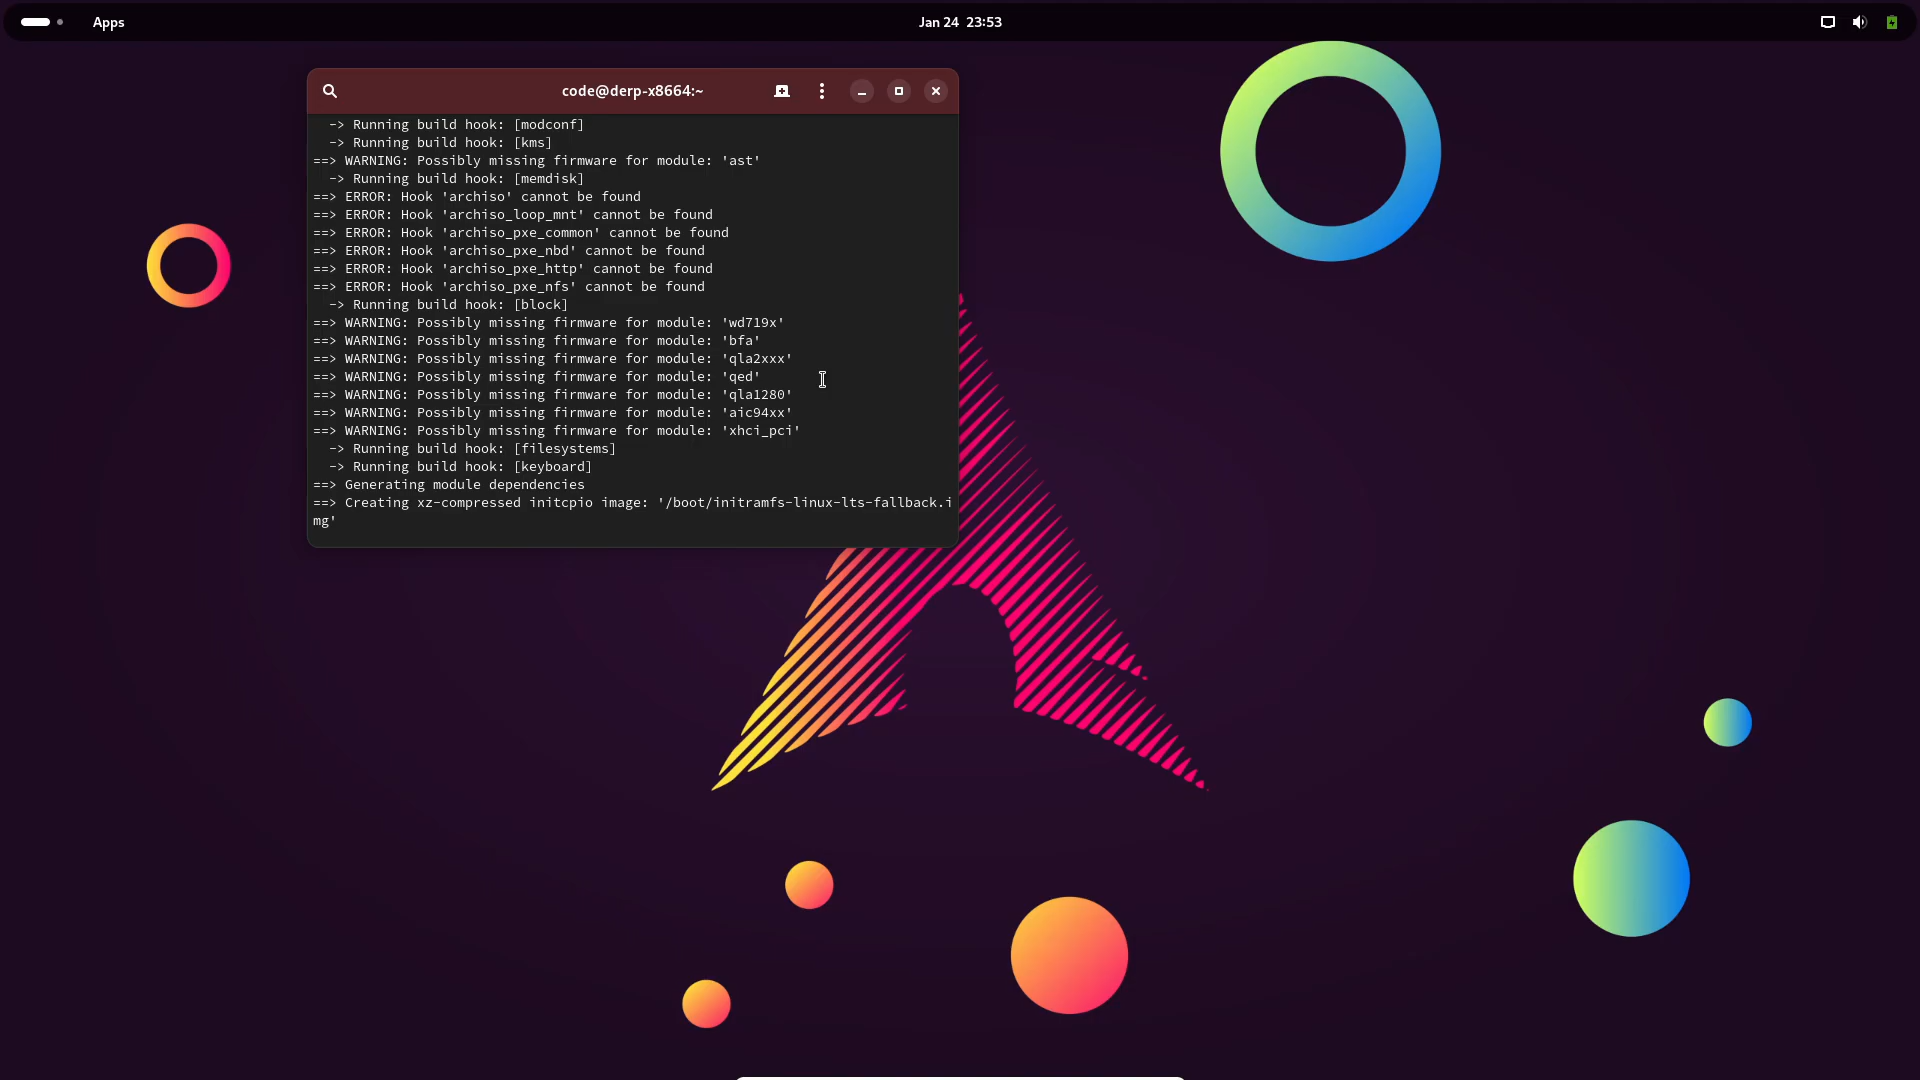 Apps
Jan 24 23:53
code@derp-x8664:~
-> Running build hook: [modconf]
-> Running build hook: [kms]
==> WARNING: Possibly missing firmware for module: 'ast'
-> Running build hook: [memdisk]
==> ERROR: Hook 'archiso' cannot be found
==> ERROR: Hook 'archiso_loop_mnt' cannot be found
==> ERROR: Hook 'archiso_pxe_common' cannot be found
==> ERROR: Hook 'archiso_pxe_nbd' cannot be found
==> ERROR: Hook 'archiso_pxe_http' cannot be found
==> ERROR: Hook 'archiso_pxe_nfs' cannot be found
-> Running build hook: [block]
==> WARNING: Possibly missing firmware for module: 'wd719x'
==> WARNING: Possibly missing firmware for module: 'bfa'
==> WARNING: Possibly missing firmware for module: 'qla2xxx'
==> WARNING: Possibly missing firmware for module: 'qed'
==> WARNING: Possibly missing firmware for module: 'qla1280'
==> WARNING: Possibly missing firmware for module: 'aic94xx'
==> WARNING: Possibly missing firmware for module: 'xhci_pci'
-> Running build hook: [filesystems]
-> Running build hook: [keyboard]
==> Generating module dependencies
==> Creating xz-compressed initcpio image: '/boot/initramfs-linux-lts-fallback.i
mg'